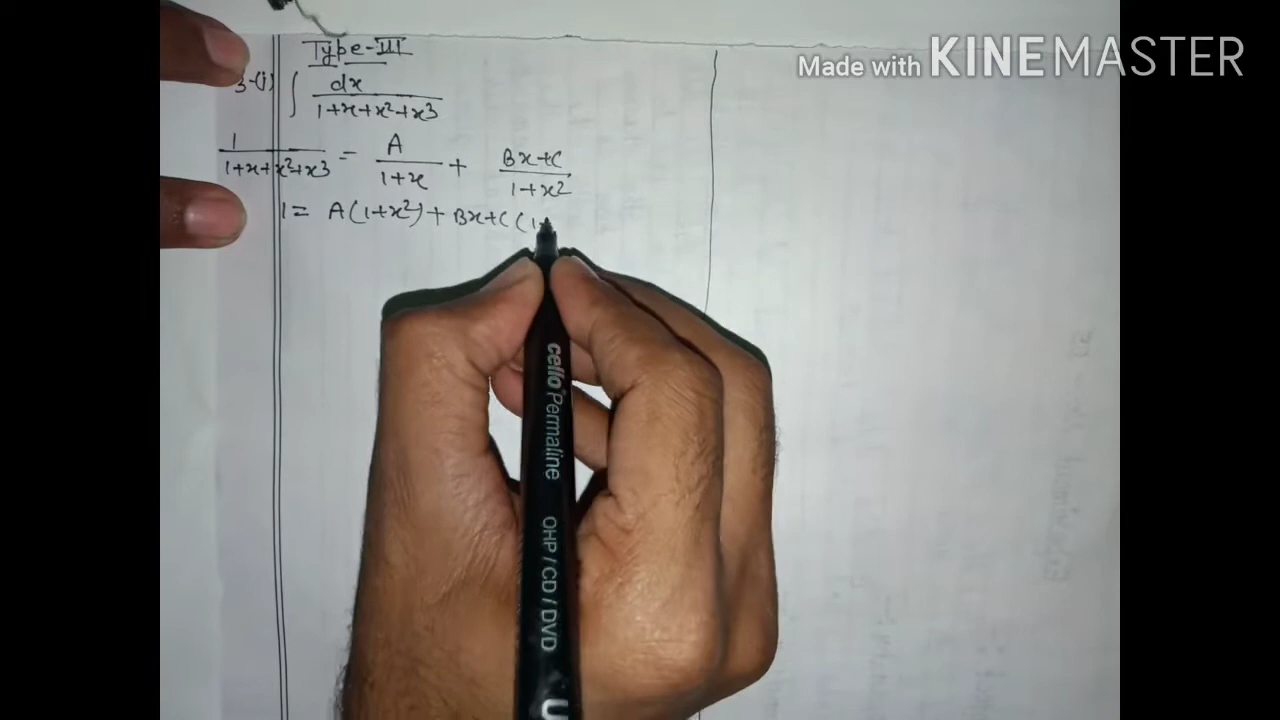 Made with KINEMASTER
Type-III
3-(i) ∫ dx / 1+x+x²+x³
1 / 1+x+x²+x³ = A / 1+x + Bx+C / 1+x²
1 = A(1+x²) + Bx+C (1+
cello Permaline OHP / CD / DVD U